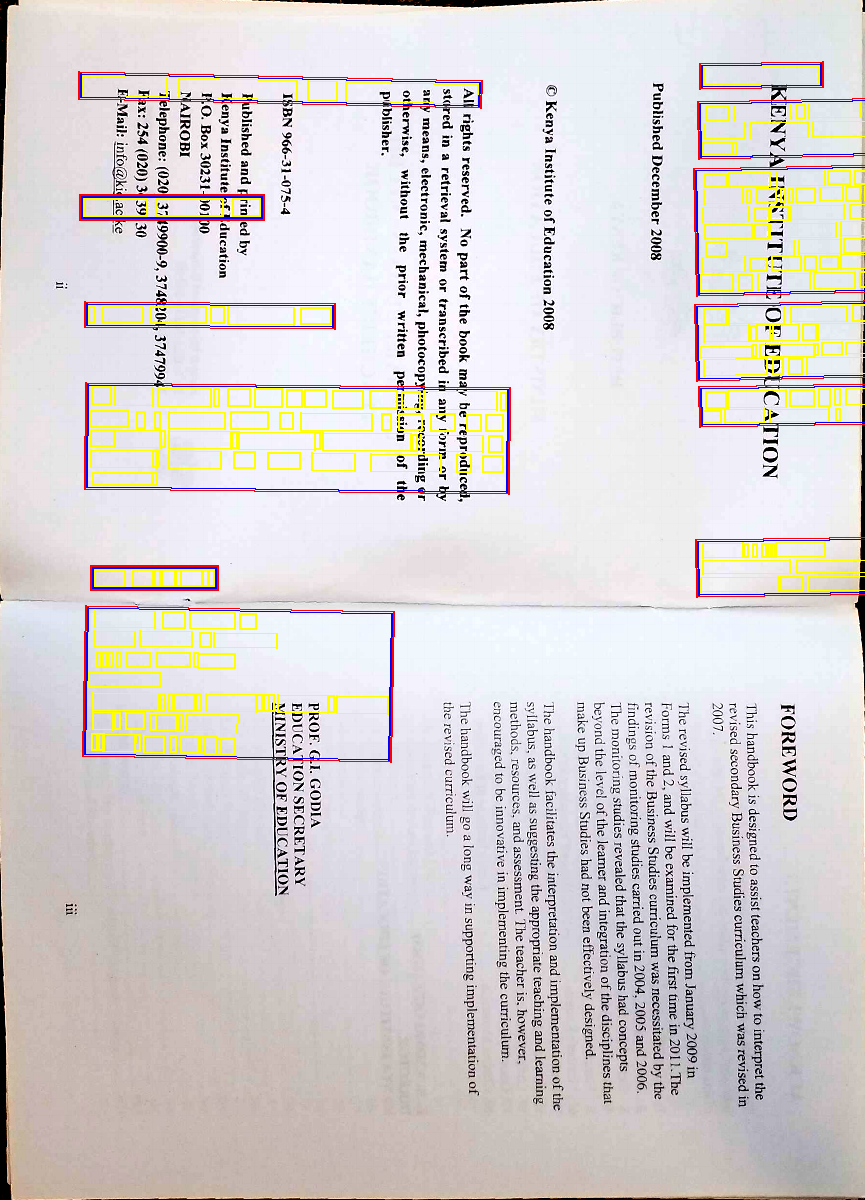 KENYA INSTITUTE OF EDUCATION
Published December 2008
© Kenya Institute of Education 2008
All rights reserved. No part of the book may be reproduced,
stored in a retrieval system or transcribed in any form or by
any means, electronic, mechanical, photocopying, recording or
otherwise, without the prior written permission of the
publisher.
ISBN 966-31-075-4
Published and printed by
Kenya Institute of Education
P.O. Box 30231-00100
NAIROBI
Telephone: (020) 3749900-9, 3748204, 3747994
Fax: 254 (020)
E-Mail: info@kie.ac.ke
ii
FOREWORD
This handbook is designed to assist teachers on how to interpret the
revised secondary Business Studies curriculum which was revised in
2007.
The revised syllabus will be implemented from January 2009 in
Forms 1 and 2, and will be examined for the first time in 2011.The
revision of the Business Studies curriculum was necessitated by the
findings of monitoring studies carried out in 2004, 2005 and 2006.
The monitoring studies revealed that the syllabus had concepts
beyond the level of the learner and integration of the disciplines that
make up Business Studies had not been effectively designed.
The handbook facilitates the interpretation and implementation of the
syllabus, as well as suggesting the appropriate teaching and learning
methods, resources, and assessment. The teacher is, however,
encouraged to be innovative in implementing the curriculum.
The handbook will go a long way in supporting implementation of
the revised curriculum.
PROF. G.I. GODIA
EDUCATION SECRETARY
MINISTRY OF EDUCATION
iii